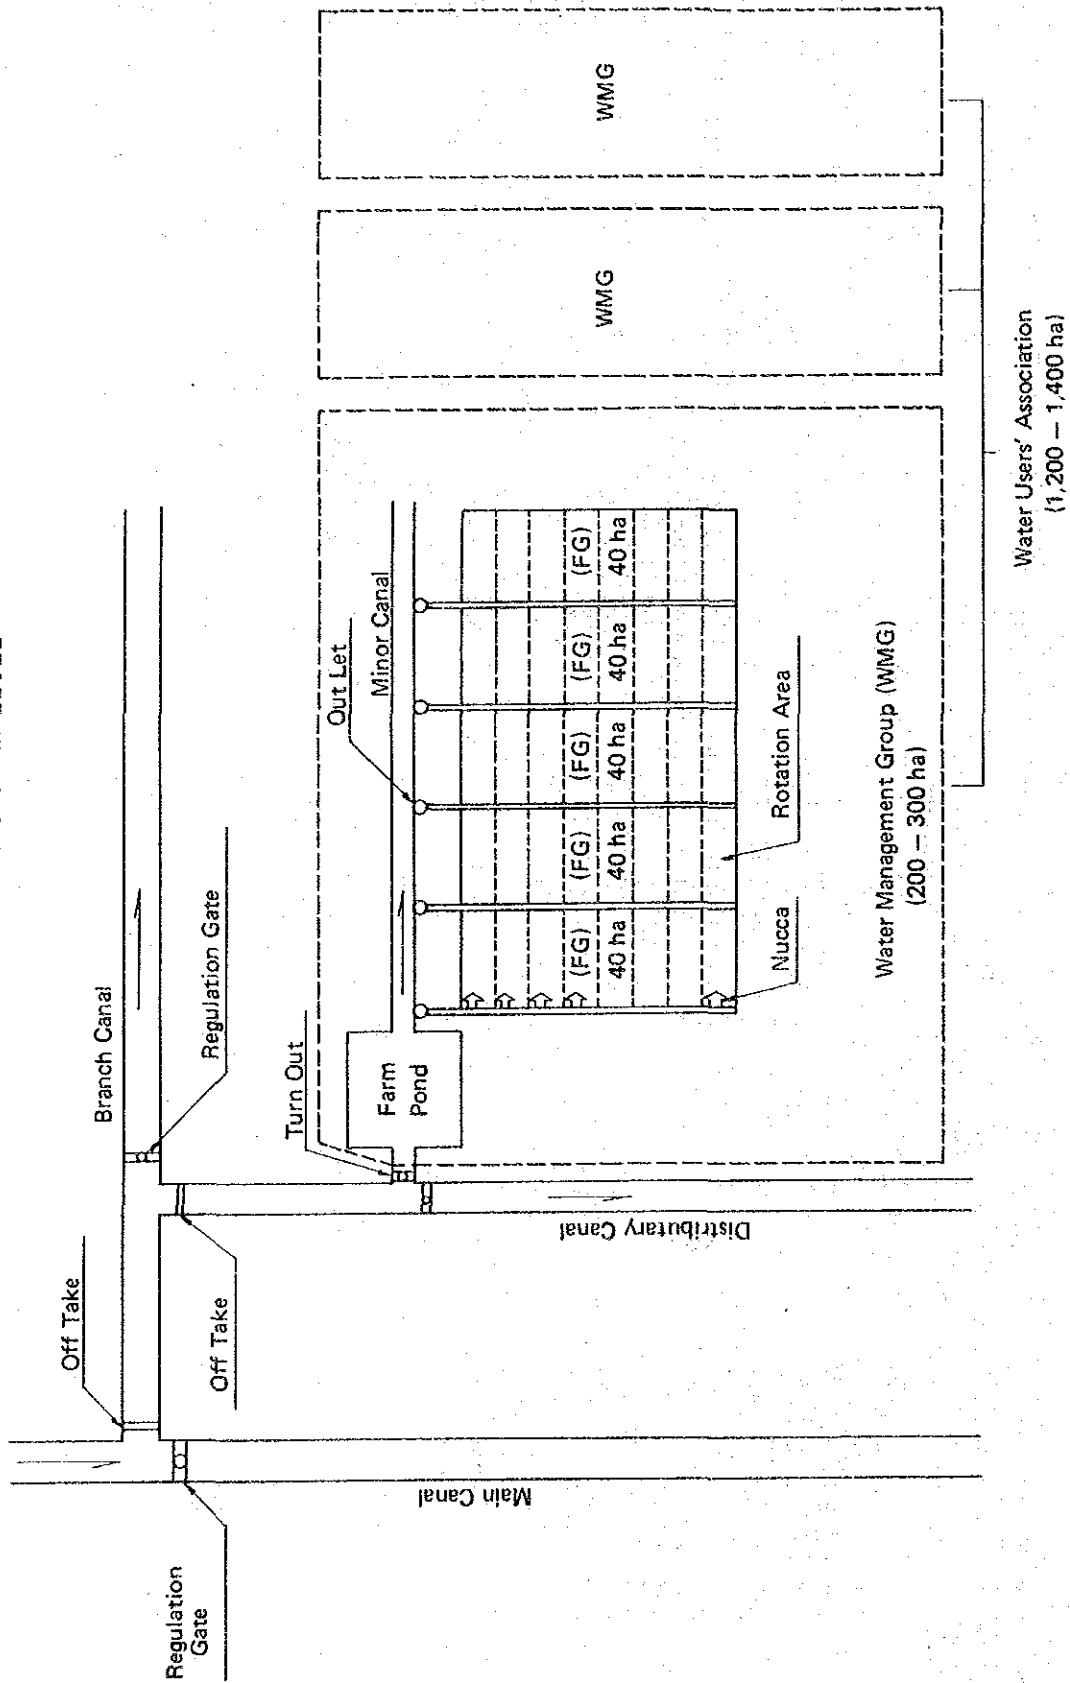 Regulation
Gate
Main Canal
Off Take
Off Take
Branch Canal
Regulation Gate
Distributary Canal
Turn Out
Farm
Pond
Out Let
Minor Canal
(FG) (FG) (FG) (FG) (FG)
40 ha 40 ha 40 ha 40 ha 40 ha
Nucca
Rotation Area
Water Management Group (WMG)
(200 – 300 ha)
WMG
WMG
Water Users' Association
(1,200 – 1,400 ha)